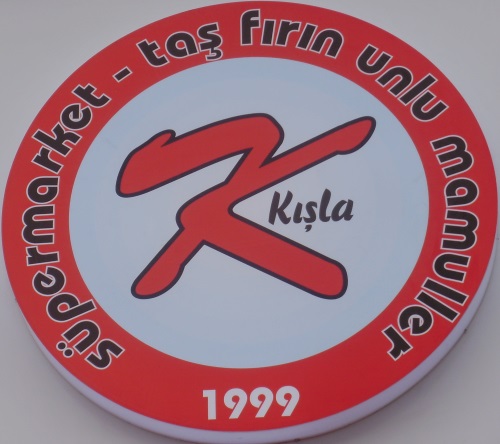 süpermarket - taş fırın unlu mamuller
K
Kışla
1999